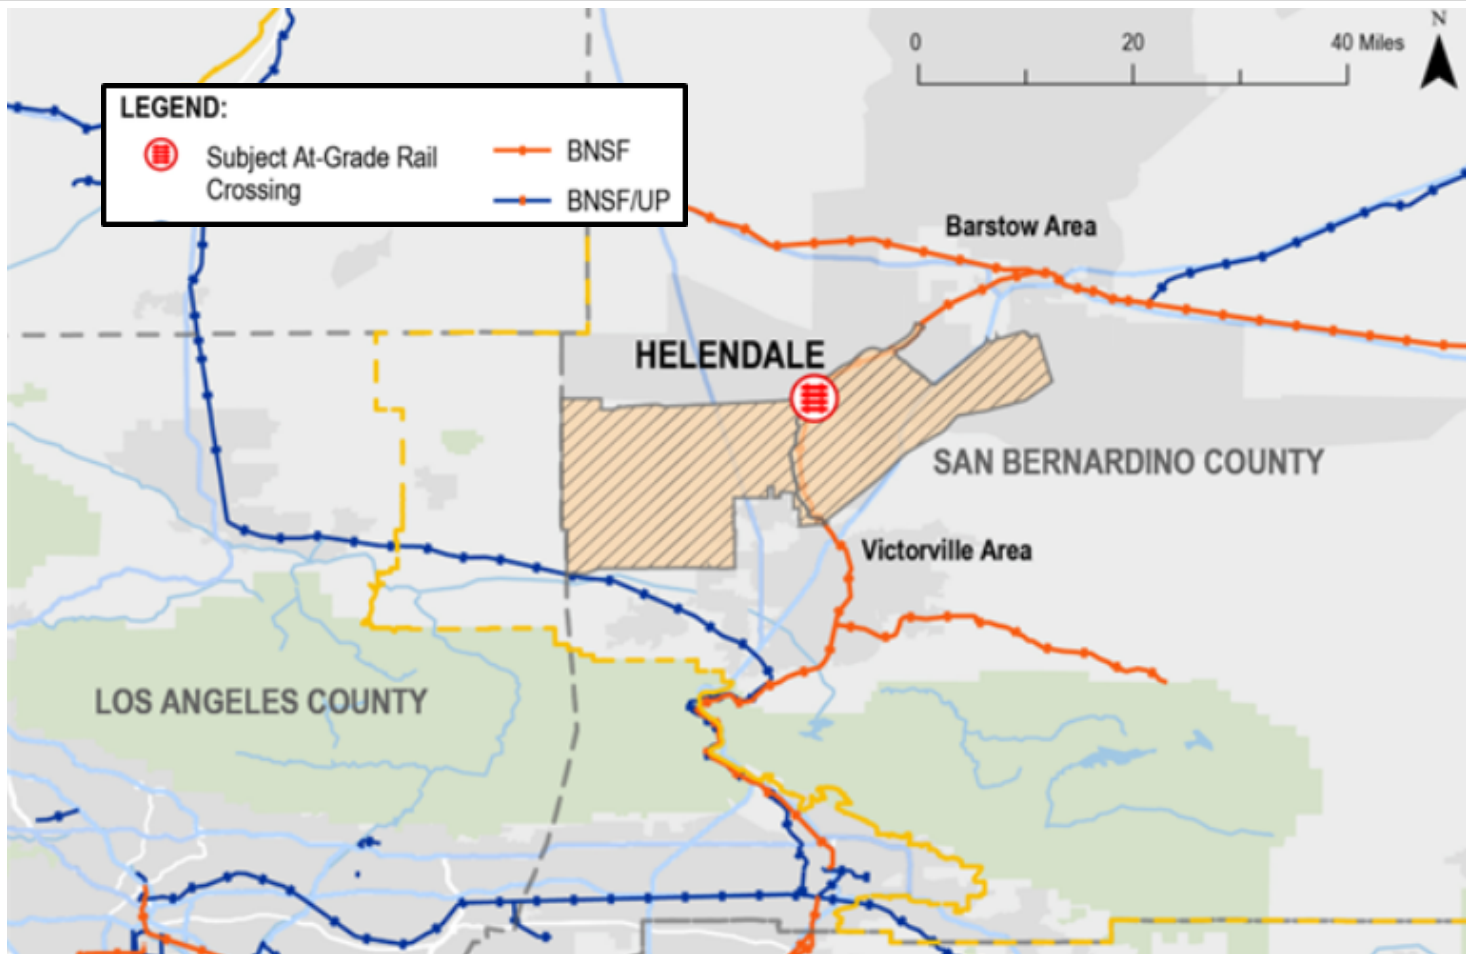 N
0 20 40 Miles
LEGEND:
Subject At-Grade Rail
Crossing
BNSF
BNSF/UP
Barstow Area
HELENDALE
SAN BERNARDINO COUNTY
Victorville Area
LOS ANGELES COUNTY